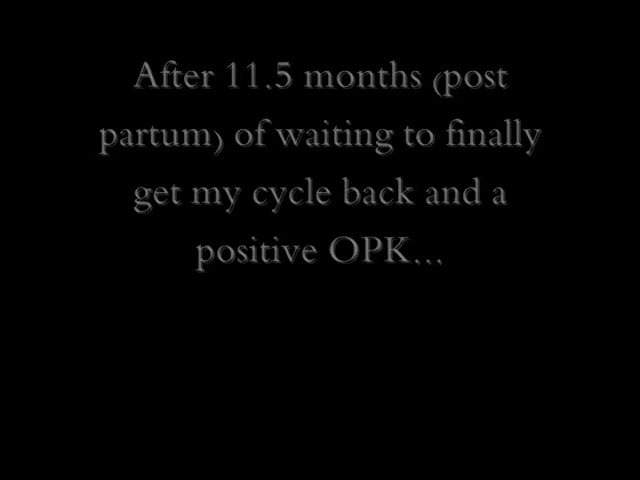 After 11.5 months (post
partum) of waiting to finally
get my cycle back and a
positive OPK...